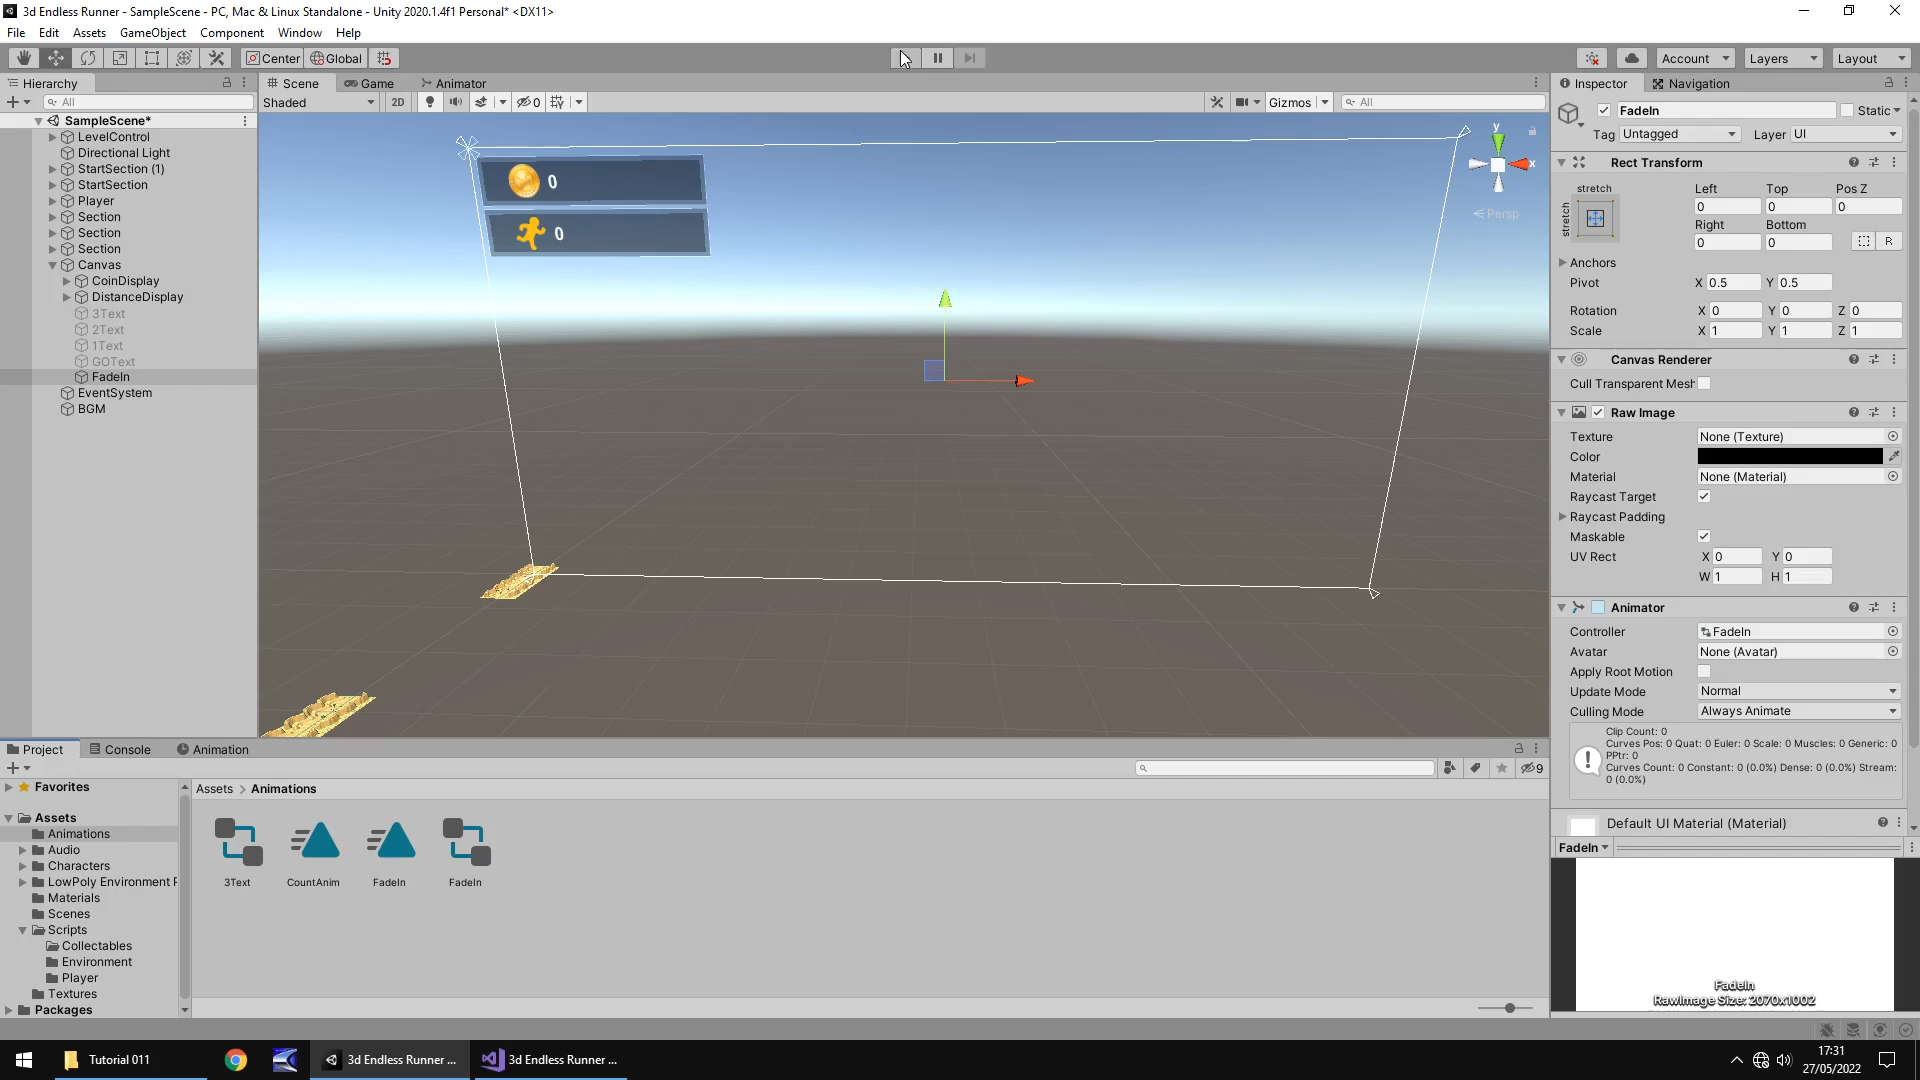 3d Endless Runner - SampleScene - PC, Mac & Linux Standalone - Unity 2020.1.4f1 Personal* <DX11>
File Edit Assets GameObject Component Window Help
Center Global Account Layers Layout
Hierarchy
All
SampleScene*
LevelControl
Directional Light
StartSection (1)
StartSection
Player
Section
Section
Section
Canvas
CoinDisplay
DistanceDisplay
3Text
2Text
1Text
GOText
FadeIn
EventSystem
BGM
Scene Game Animator
Shaded 2D 0 Gizmos All
0
0
y
x
Persp
Inspector Navigation
FadeIn Static
Tag Untagged Layer UI
Rect Transform
stretch Left Top Pos Z
stretch 0 0 0
Right Bottom
0 0 R
Anchors
Pivot X 0.5 Y 0.5
Rotation X 0 Y 0 Z 0
Scale X 1 Y 1 Z 1
Canvas Renderer
Cull Transparent Mesh
Raw Image
Texture None (Texture)
Color
Material None (Material)
Raycast Target
Raycast Padding
Maskable
UV Rect X 0 Y 0
W 1 H 1
Animator
Controller FadeIn
Avatar None (Avatar)
Apply Root Motion
Update Mode Normal
Culling Mode Always Animate
Clip Count: 0
Curves Pos: 0 Quat: 0 Euler: 0 Scale: 0 Muscles: 0 Generic: 0
PPtr: 0
Curves Count: 0 Constant: 0 (0.0%) Dense: 0 (0.0%) Stream:
0 (0.0%)
Default UI Material (Material)
FadeIn
FadeIn
RawImage Size: 2070x1002
Project Console Animation
9
Favorites
Assets
Animations
Audio
Characters
LowPoly Environment P
Materials
Scenes
Scripts
Collectables
Environment
Player
Textures
Packages
Assets > Animations
3Text CountAnim FadeIn FadeIn
Tutorial 011
3d Endless Runner ...
3d Endless Runner ...
17:31
27/05/2022